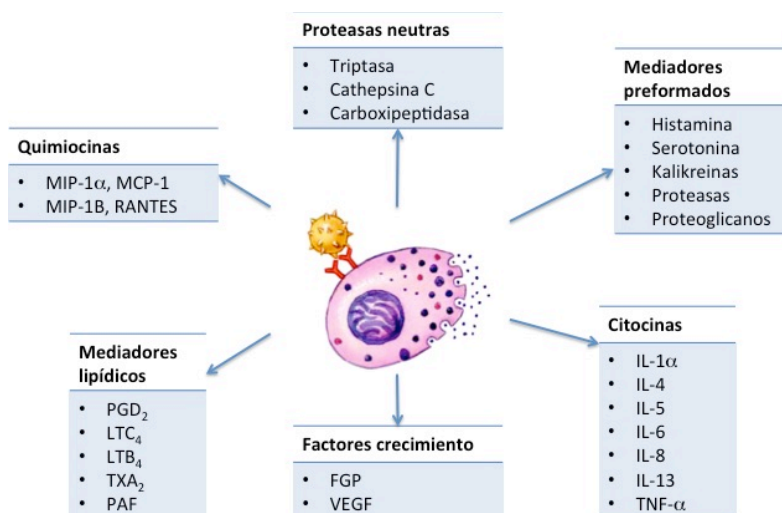 Proteasas neutras
• Triptasa
• Cathepsina C
• Carboxipeptidasa
Mediadores
preformados
• Histamina
• Serotonina
• Kalikreinas
• Proteasas
• Proteoglicanos
Quimiocinas
• MIP-1α, MCP-1
• MIP-1B, RANTES
Mediadores
lipídicos
• PGD₂
• LTC₄
• LTB₄
• TXA₂
• PAF
Factores crecimiento
• FGP
• VEGF
Citocinas
• IL-1α
• IL-4
• IL-5
• IL-6
• IL-8
• IL-13
• TNF-α